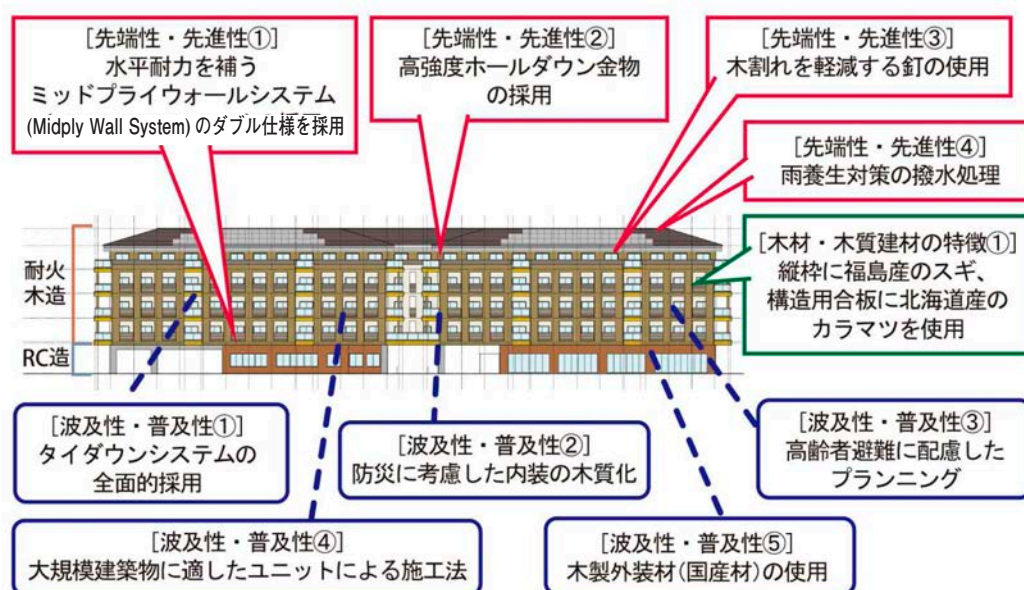 [先端性・先進性①]
水平耐力を補う
ミッドプライウォールシステム
(Midply Wall System) のダブル仕様を採用
[先端性・先進性②]
高強度ホールダウン金物
の採用
[先端性・先進性③]
木割れを軽減する釘の使用
[先端性・先進性④]
雨養生対策の撥水処理
[木材・木質建材の特徴①]
縦枠に福島産のスギ、
構造用合板に北海道産の
カラマツを使用
耐火
木造
RC造
[波及性・普及性①]
タイダウンシステムの
全面的採用
[波及性・普及性②]
防災に考慮した内装の木質化
[波及性・普及性③]
高齢者避難に配慮した
プランニング
[波及性・普及性④]
大規模建築物に適したユニットによる施工法
[波及性・普及性⑤]
木製外装材(国産材)の使用